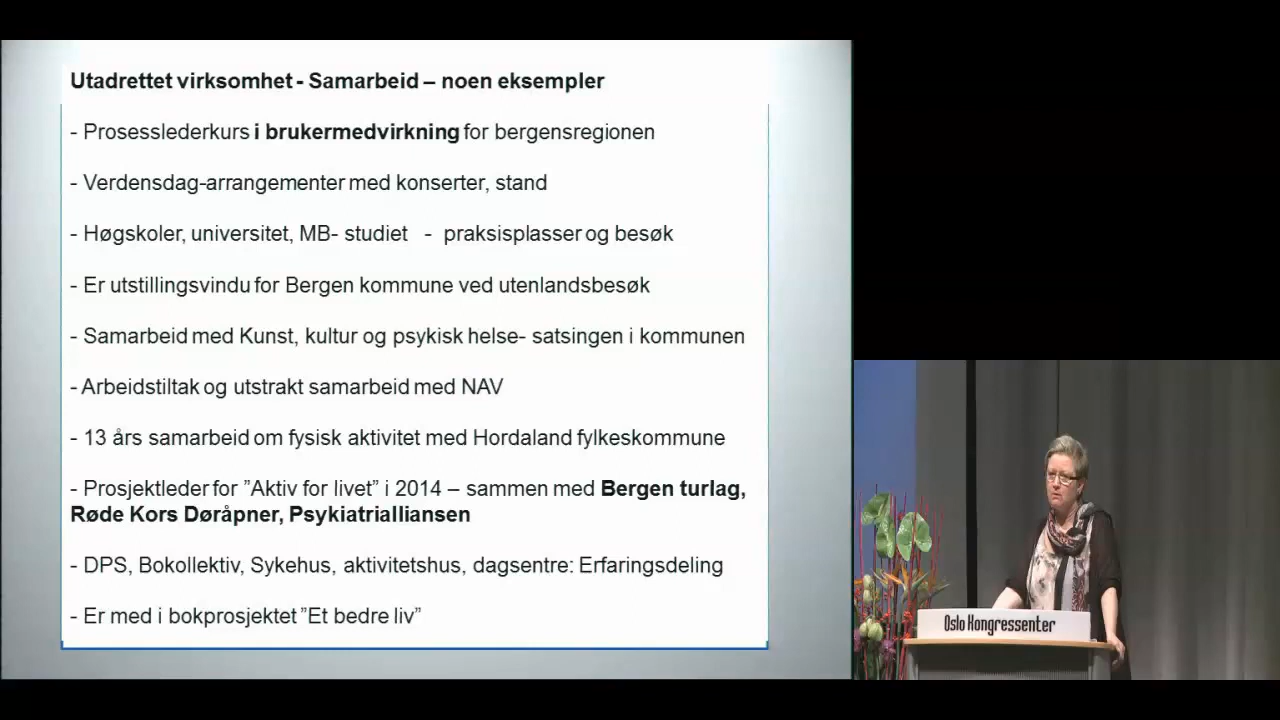 Utadrettet virksomhet - Samarbeid – noen eksempler
- Prosesslederkurs i brukermedvirkning for bergensregionen
- Verdensdag-arrangementer med konserter, stand
- Høgskoler, universitet, MB- studiet - praksisplasser og besøk
- Er utstillingsvindu for Bergen kommune ved utenlandsbesøk
- Samarbeid med Kunst, kultur og psykisk helse- satsingen i kommunen
- Arbeidstiltak og utstrakt samarbeid med NAV
- 13 års samarbeid om fysisk aktivitet med Hordaland fylkeskommune
- Prosjektleder for ”Aktiv for livet” i 2014 – sammen med Bergen turlag,
Røde Kors Døråpner, Psykiatrialliansen
- DPS, Bokollektiv, Sykehus, aktivitetshus, dagsentre: Erfaringsdeling
- Er med i bokprosjektet ”Et bedre liv”
Oslo Kongressenter